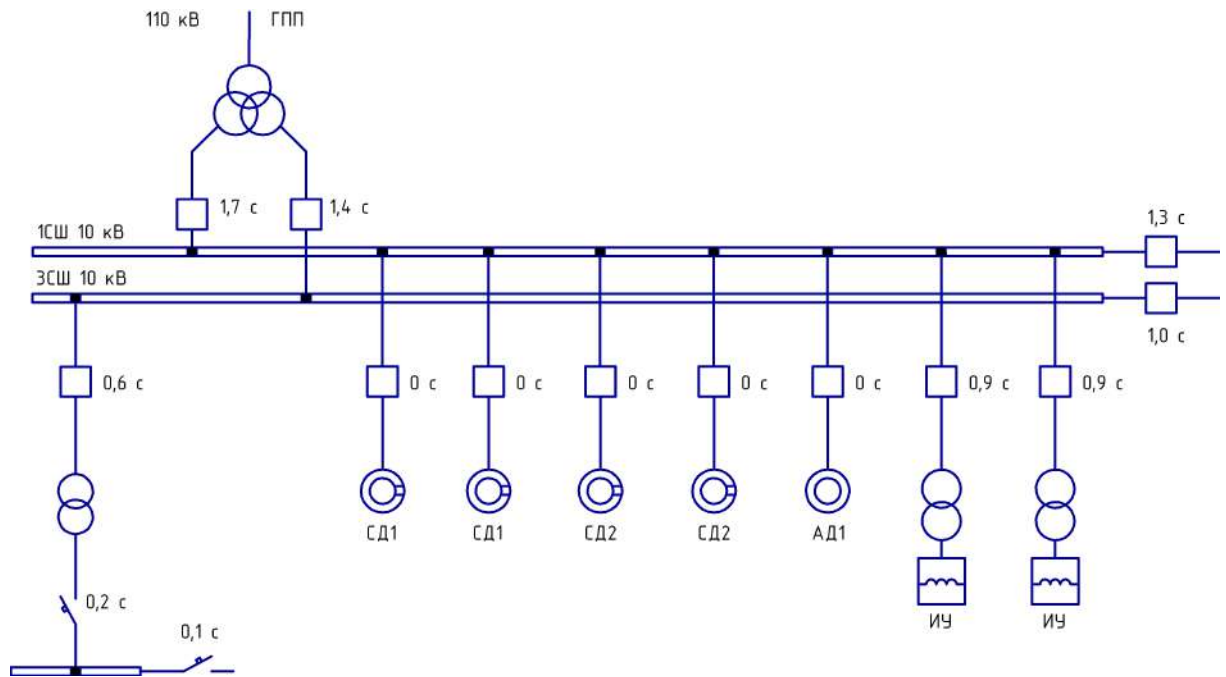 110 кВ ГПП
1,7 с
1,4 с
1,3 с
1СШ 10 кВ
3СШ 10 кВ
1,0 с
0,6 с
0 с
0 с
0 с
0 с
0 с
0,9 с
0,9 с
СД1
СД1
СД2
СД2
АД1
0,2 с
ИУ
ИУ
0,1 с